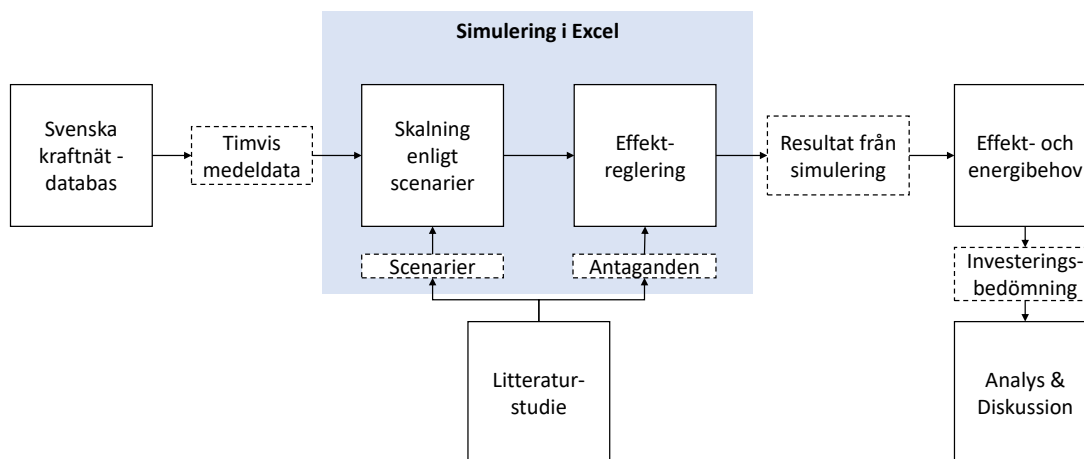 Simulering i Excel
Svenska
kraftnät -
databas
Timvis
medeldata
Skalning
enligt
scenarier
Effekt-
reglering
Resultat från
simulering
Effekt- och
energibehov
Scenarier
Antaganden
Investerings-
bedömning
Litteratur-
studie
Analys &
Diskussion